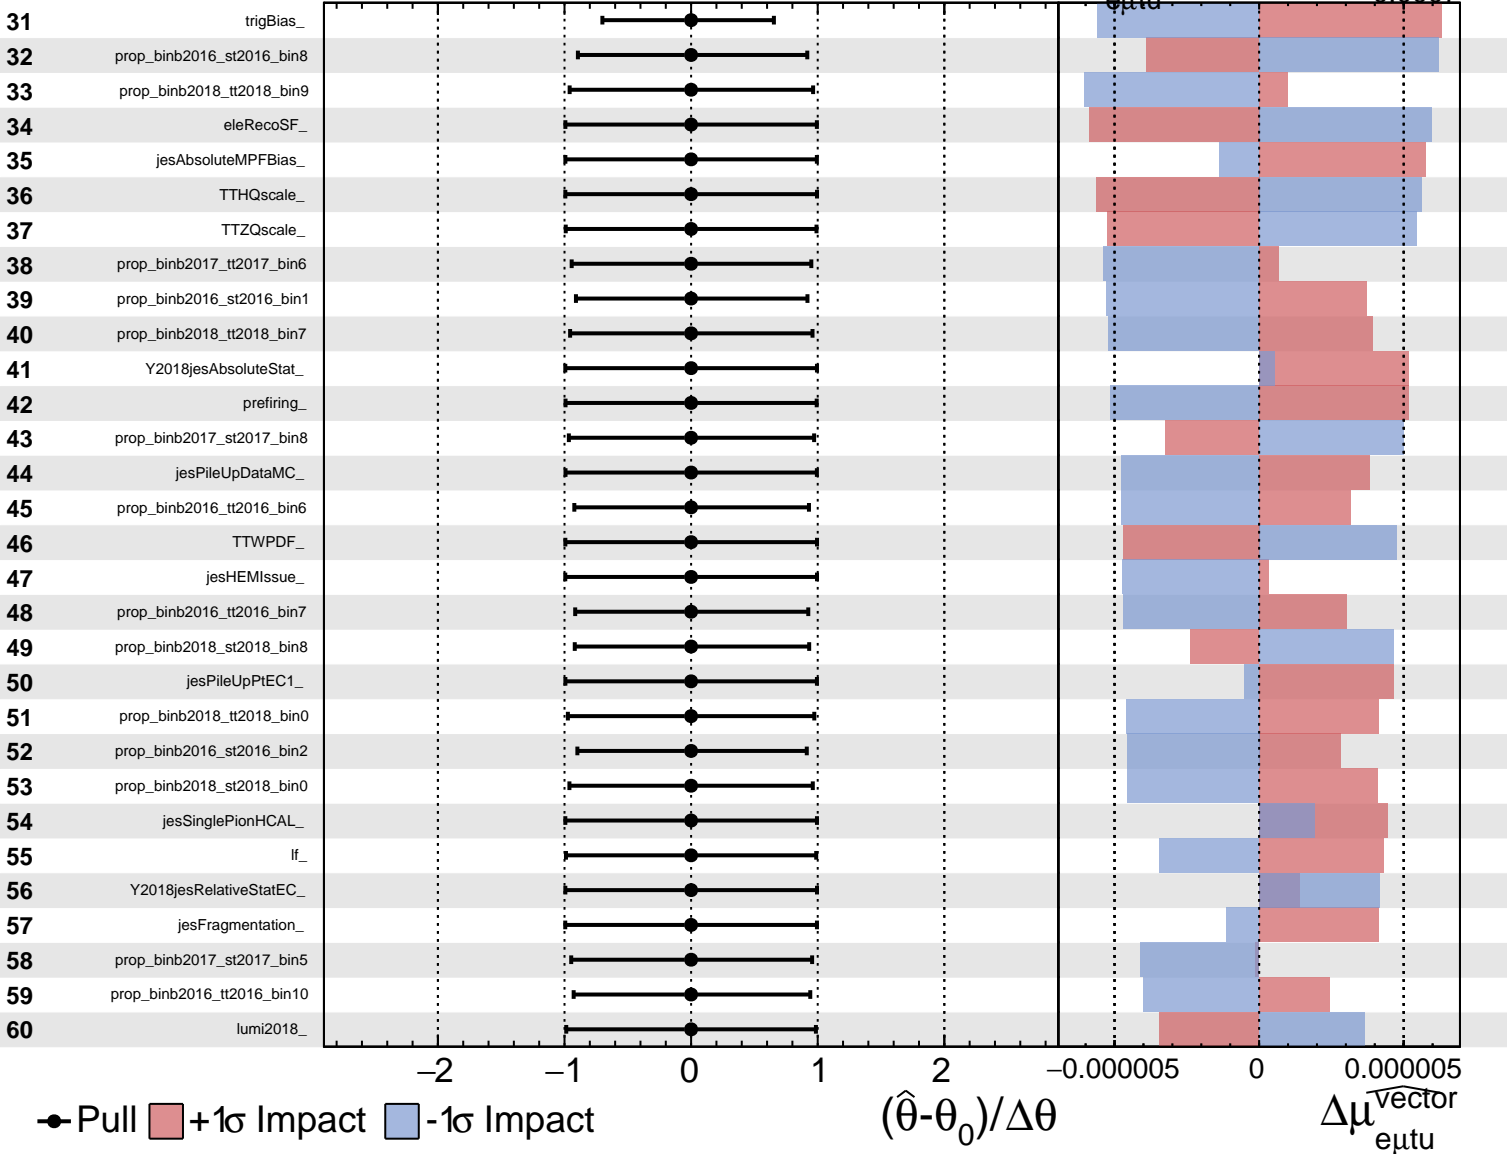 eμtu
31 trigBias_
32 prop_binb2016_st2016_bin8
33 prop_binb2018_tt2018_bin9
34 eleRecoSF_
35 jesAbsoluteMPFBias_
36 TTHQscale_
37 TTZQscale_
38 prop_binb2017_tt2017_bin6
39 prop_binb2016_st2016_bin1
40 prop_binb2018_tt2018_bin7
41 Y2018jesAbsoluteStat_
42 prefiring_
43 prop_binb2017_st2017_bin8
44 jesPileUpDataMC_
45 prop_binb2016_tt2016_bin6
46 TTWPDF_
47 jesHEMIssue_
48 prop_binb2016_tt2016_bin7
49 prop_binb2018_st2018_bin8
50 jesPileUpPtEC1_
51 prop_binb2018_tt2018_bin0
52 prop_binb2016_st2016_bin2
53 prop_binb2018_st2018_bin0
54 jesSinglePionHCAL_
55 lf_
56 Y2018jesRelativeStatEC_
57 jesFragmentation_
58 prop_binb2017_st2017_bin5
59 prop_binb2016_tt2016_bin10
60 lumi2018_
−2 −1 0 1 2 −0.000005 0 0.000005
Pull +1σ Impact -1σ Impact (θ̂-θ₀)/Δθ Δμ̂ vector eμtu